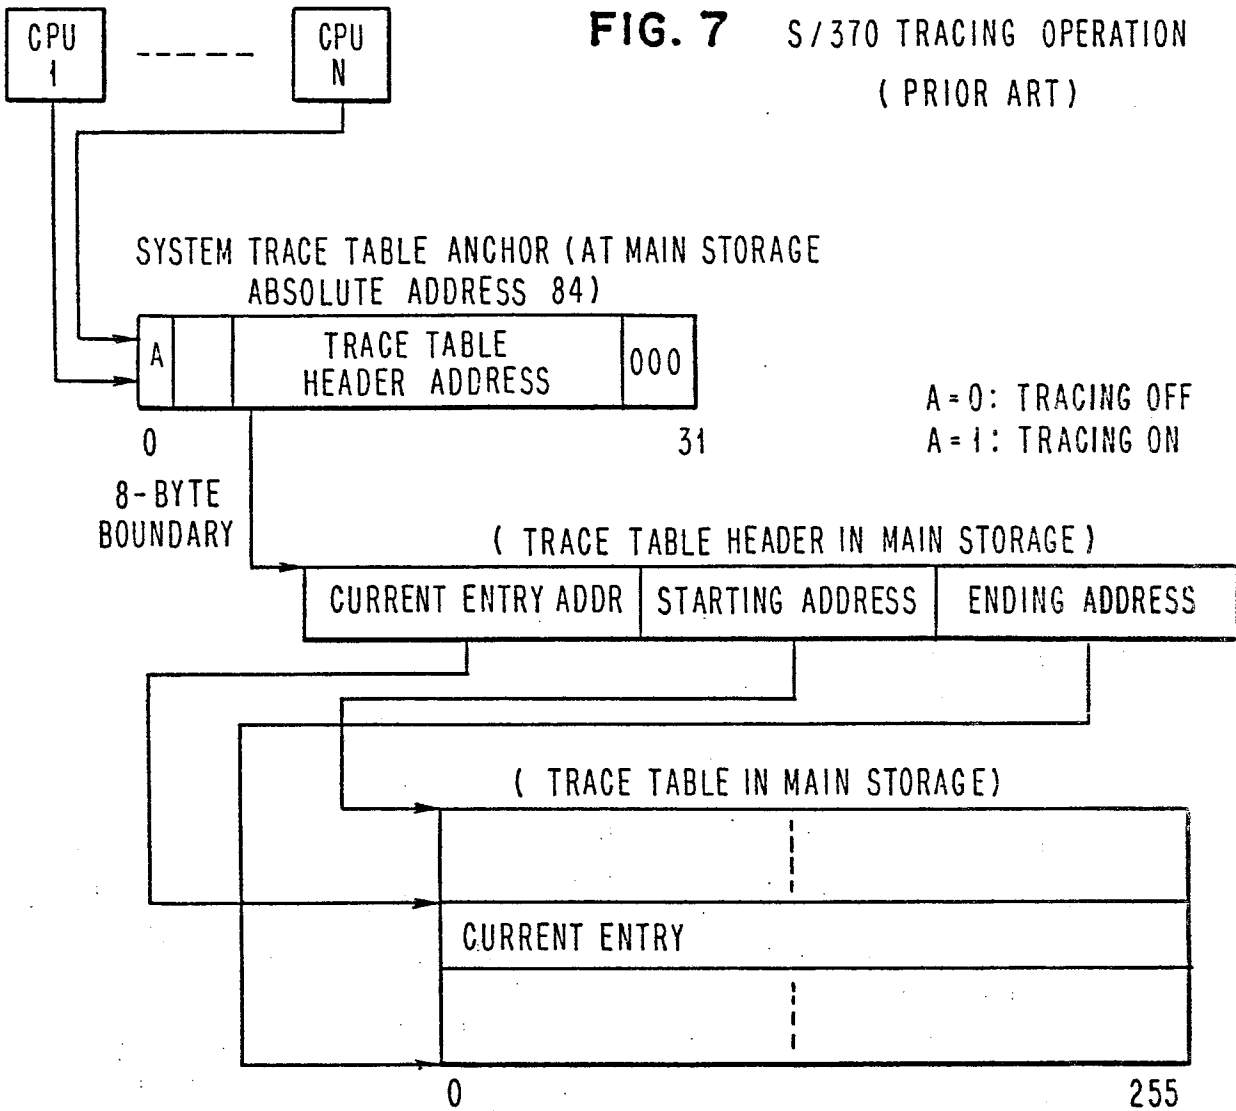 CPU
1
CPU
N
FIG. 7 S/370 TRACING OPERATION
(PRIOR ART)
SYSTEM TRACE TABLE ANCHOR (AT MAIN STORAGE
ABSOLUTE ADDRESS 84)
A
TRACE TABLE
HEADER ADDRESS
000
0
31
A=0: TRACING OFF
A=1: TRACING ON
8-BYTE
BOUNDARY
(TRACE TABLE HEADER IN MAIN STORAGE)
CURRENT ENTRY ADDR
STARTING ADDRESS
ENDING ADDRESS
(TRACE TABLE IN MAIN STORAGE)
CURRENT ENTRY
0
255